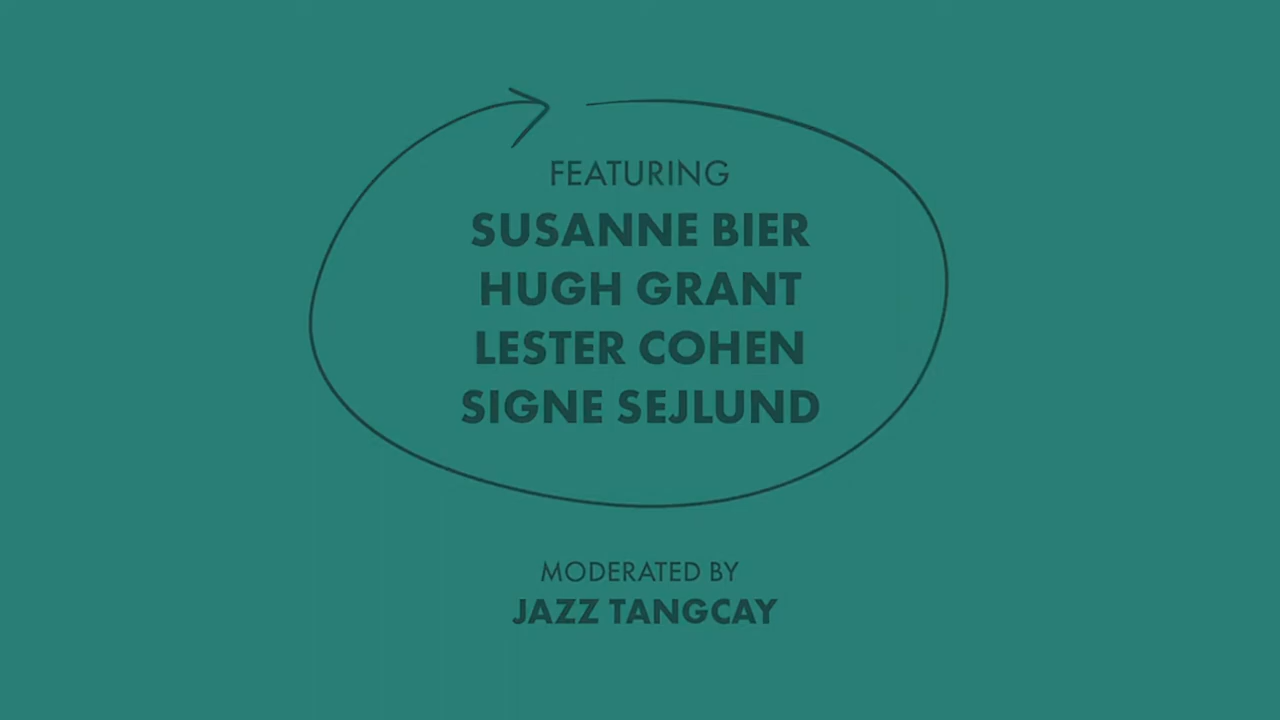 FEATURING
SUSANNE BIER
HUGH GRANT
LESTER COHEN
SIGNE SEJLUND
MODERATED BY
JAZZ TANGCAY